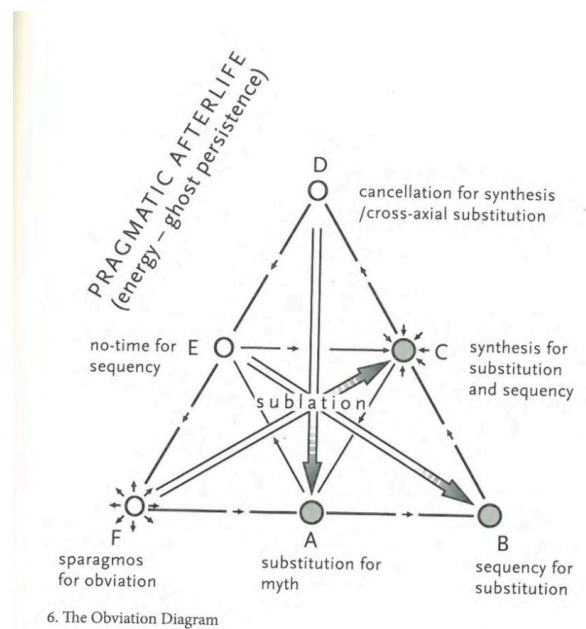 PRAGMATIC AFTERLIFE
(energy – ghost persistence)
D
cancellation for synthesis
/cross-axial substitution
no-time for
sequency
E
C
synthesis for
substitution
and sequency
sublation
F
sparagmos
for obviation
A
substitution for
myth
B
sequency for
substitution
6. The Obviation Diagram